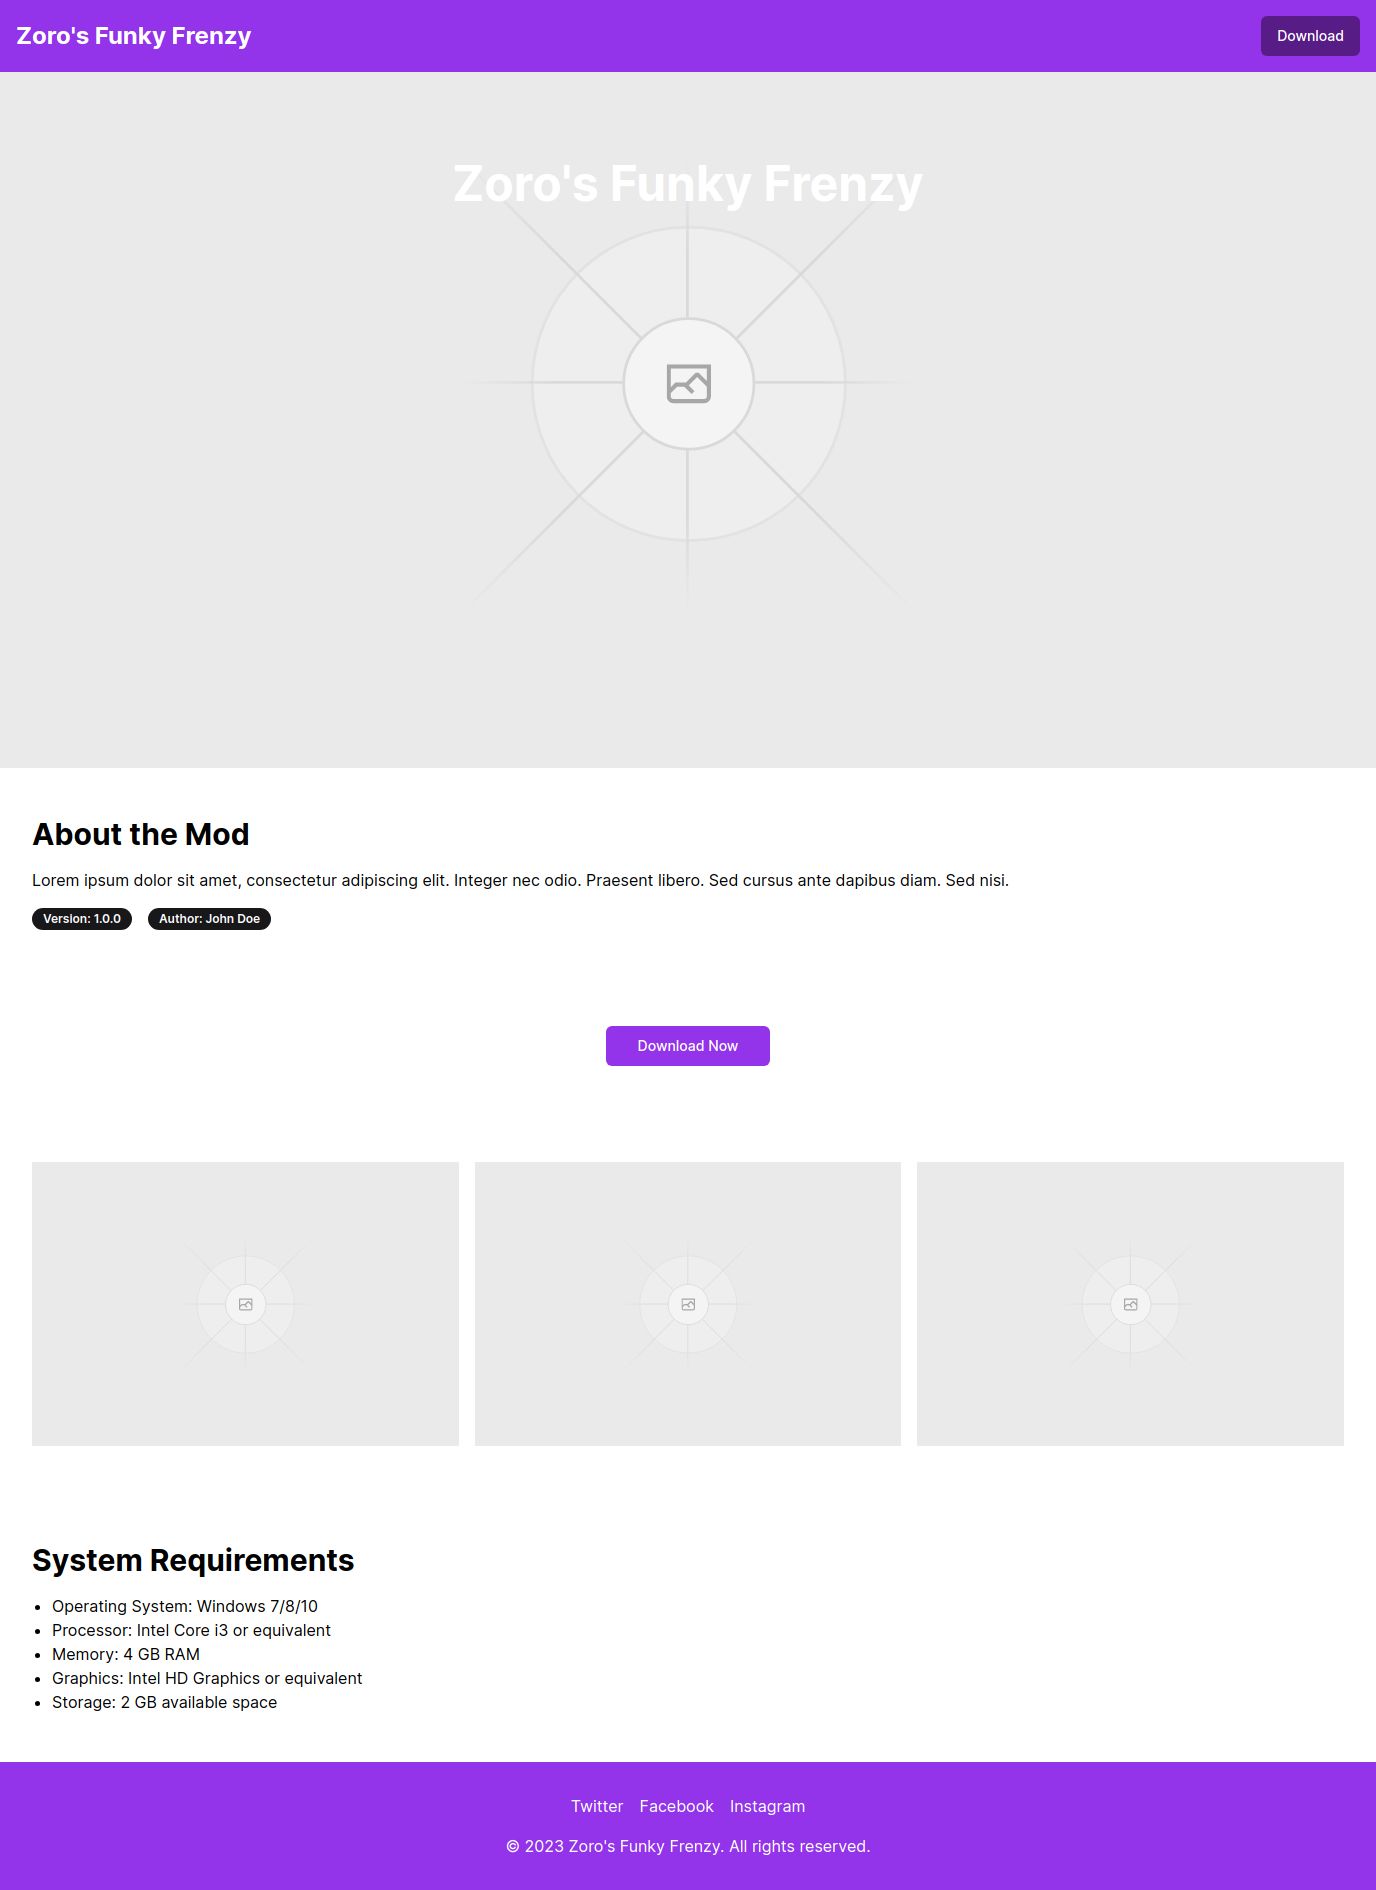 Zoro's Funky Frenzy
Download
Zoro's Funky Frenzy
About the Mod
Lorem ipsum dolor sit amet, consectetur adipiscing elit. Integer nec odio. Praesent libero. Sed cursus ante dapibus diam. Sed nisi.
Version: 1.0.0
Author: John Doe
Download Now
System Requirements
• Operating System: Windows 7/8/10
• Processor: Intel Core i3 or equivalent
• Memory: 4 GB RAM
• Graphics: Intel HD Graphics or equivalent
• Storage: 2 GB available space
Twitter Facebook Instagram
© 2023 Zoro's Funky Frenzy. All rights reserved.